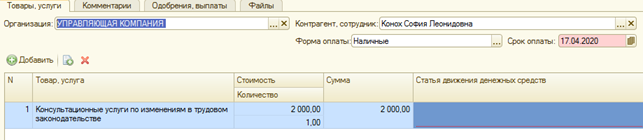 Товары, услуги Комментарии Одобрения, выплаты Файлы
Организация: УПРАВЛЯЮЩАЯ КОМПАНИЯ ... Контрагент, сотрудник: Конох София Леонидовна ...
Форма оплаты: Наличные ... Срок оплаты: 17.04.2020
Добавить
N Товар, услуга Стоимость Сумма Статья движения денежных средств
Количество
1 Консультационные услуги по изменениям в трудовом 2 000,00 2 000,00
законодательстве 1,00